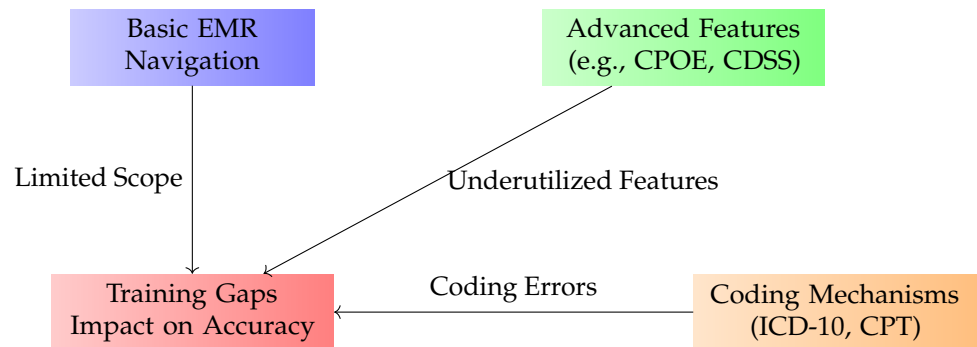 Basic EMR
Navigation
Advanced Features
(e.g., CPOE, CDSS)
Limited Scope
Underutilized Features
Coding Errors
Training Gaps
Impact on Accuracy
Coding Mechanisms
(ICD-10, CPT)